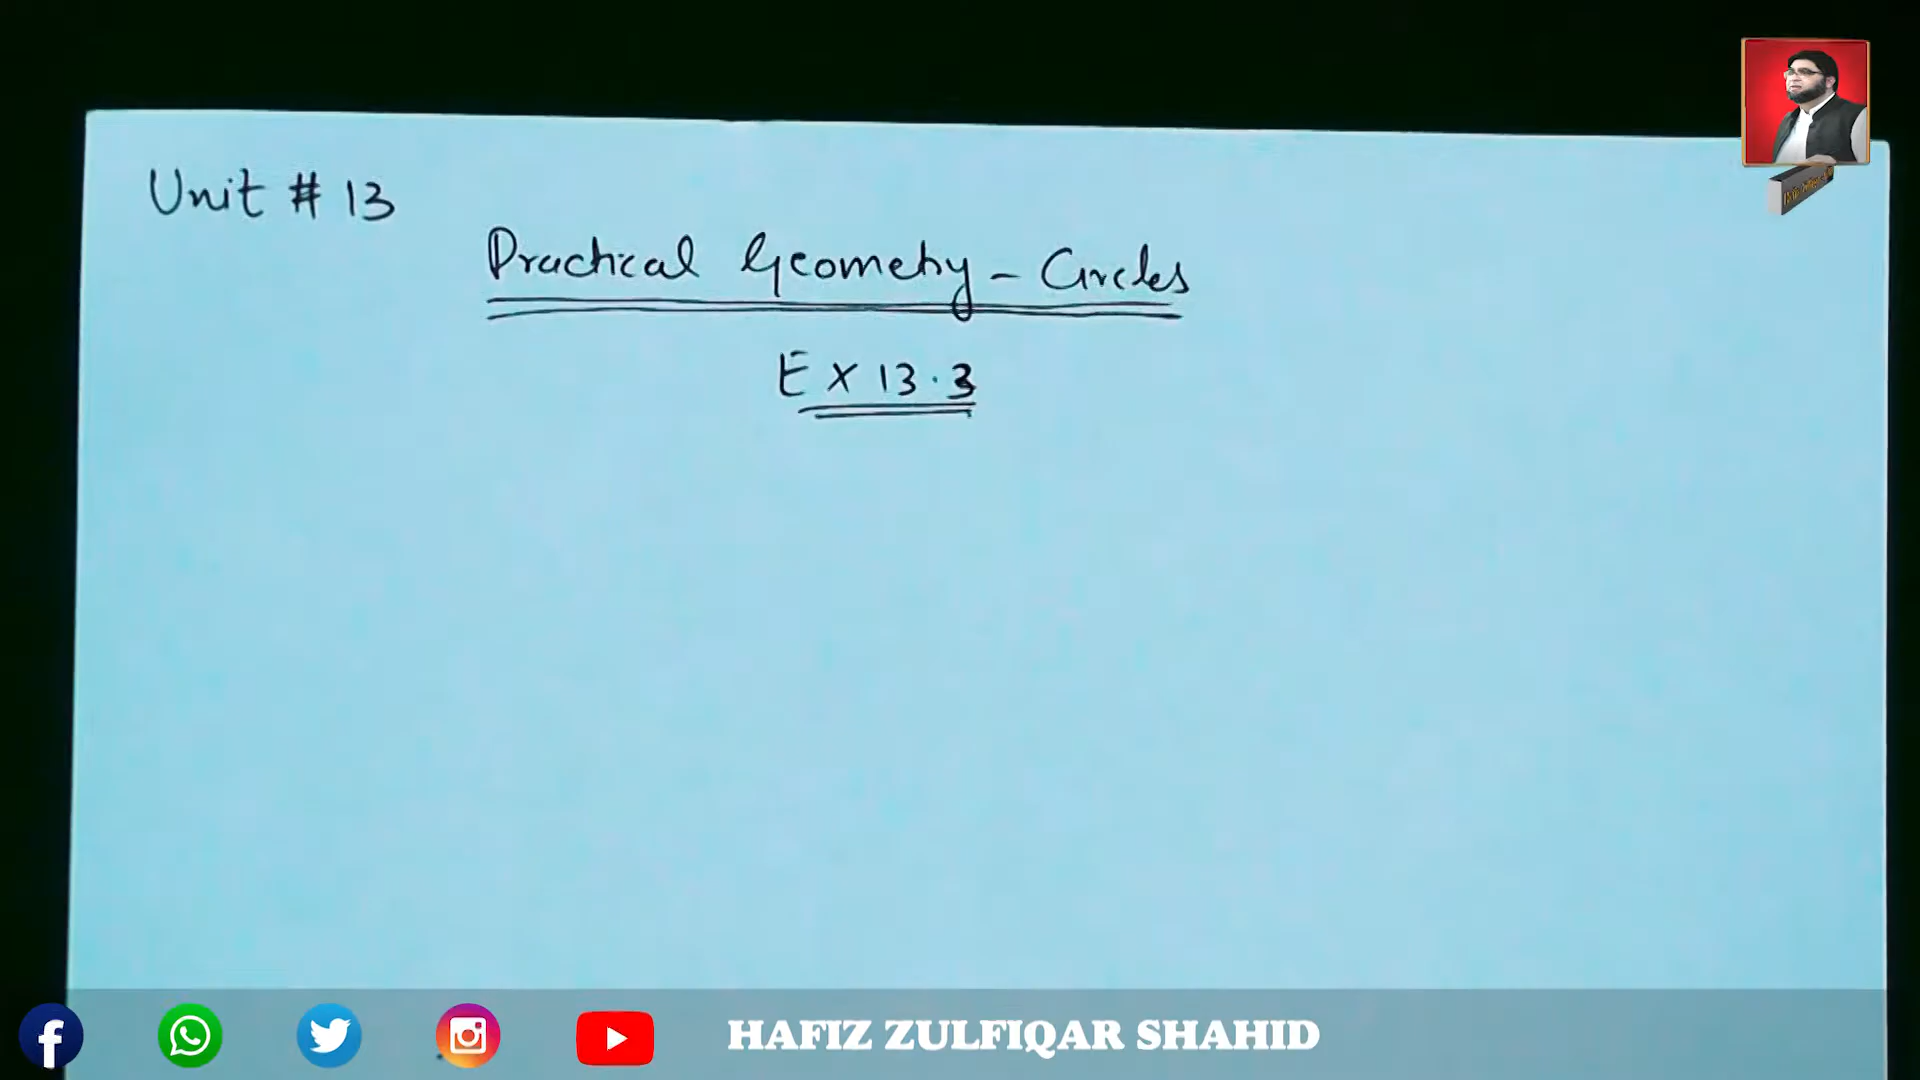 Unit # 13
Practical Geometry - Circles
Ex 13.3
HAFIZ ZULFIQAR SHAHID